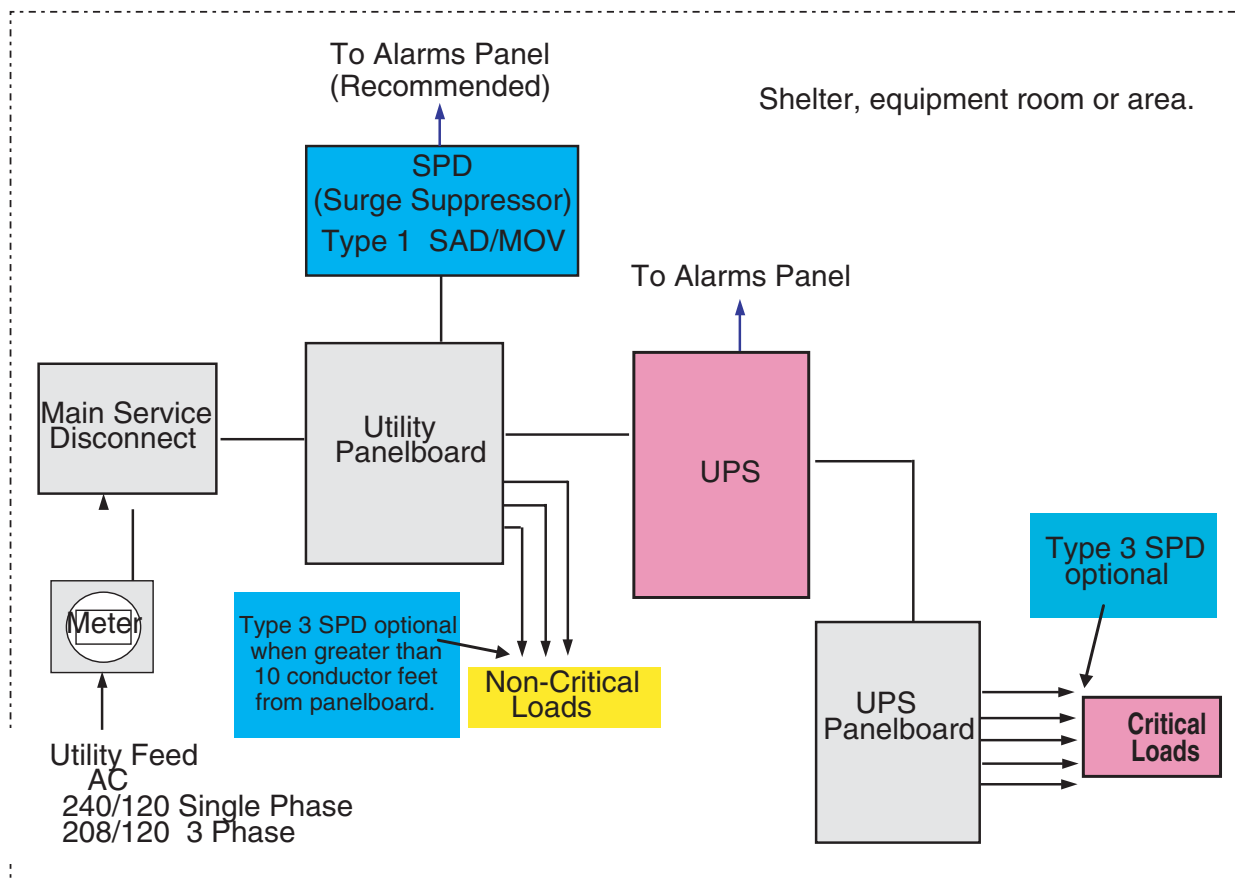 To Alarms Panel
(Recommended)
Shelter, equipment room or area.
SPD
(Surge Suppressor)
Type 1 SAD/MOV
To Alarms Panel
Main Service
Disconnect
Utility
Panelboard
UPS
Type 3 SPD
optional
Meter
Type 3 SPD optional
when greater than
10 conductor feet
from panelboard.
Non-Critical
Loads
UPS
Panelboard
Critical
Loads
Utility Feed
AC
240/120 Single Phase
208/120 3 Phase